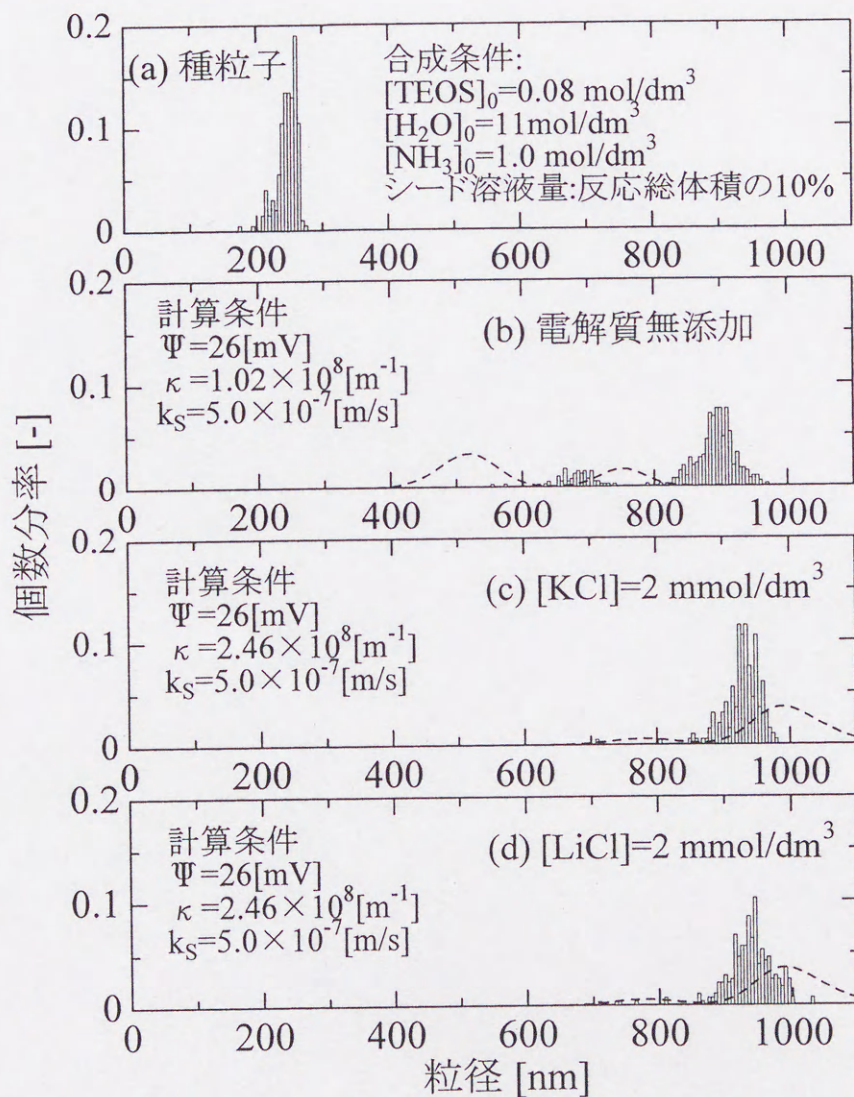 0.2
(a) 種粒子
合成条件:
[TEOS]₀=0.08 mol/dm³
[H₂O]₀=11mol/dm³
[NH₃]₀=1.0 mol/dm³
シード溶液量:反応総体積の10%
0.1
0
0 200 400 600 800 1000
0.2
計算条件
Ψ=26[mV]
κ=1.02×10⁸[m⁻¹]
k_S=5.0×10⁻⁷[m/s]
(b) 電解質無添加
0.1
0
0 200 400 600 800 1000
0.2
計算条件
Ψ=26[mV]
κ=2.46×10⁸[m⁻¹]
k_S=5.0×10⁻⁷[m/s]
(c) [KCl]=2 mmol/dm³
0.1
0
0 200 400 600 800 1000
0.2
計算条件
Ψ=26[mV]
κ=2.46×10⁸[m⁻¹]
k_S=5.0×10⁻⁷[m/s]
(d) [LiCl]=2 mmol/dm³
0.1
0
0 200 400 600 800 1000
個数分率 [-]
粒径 [nm]